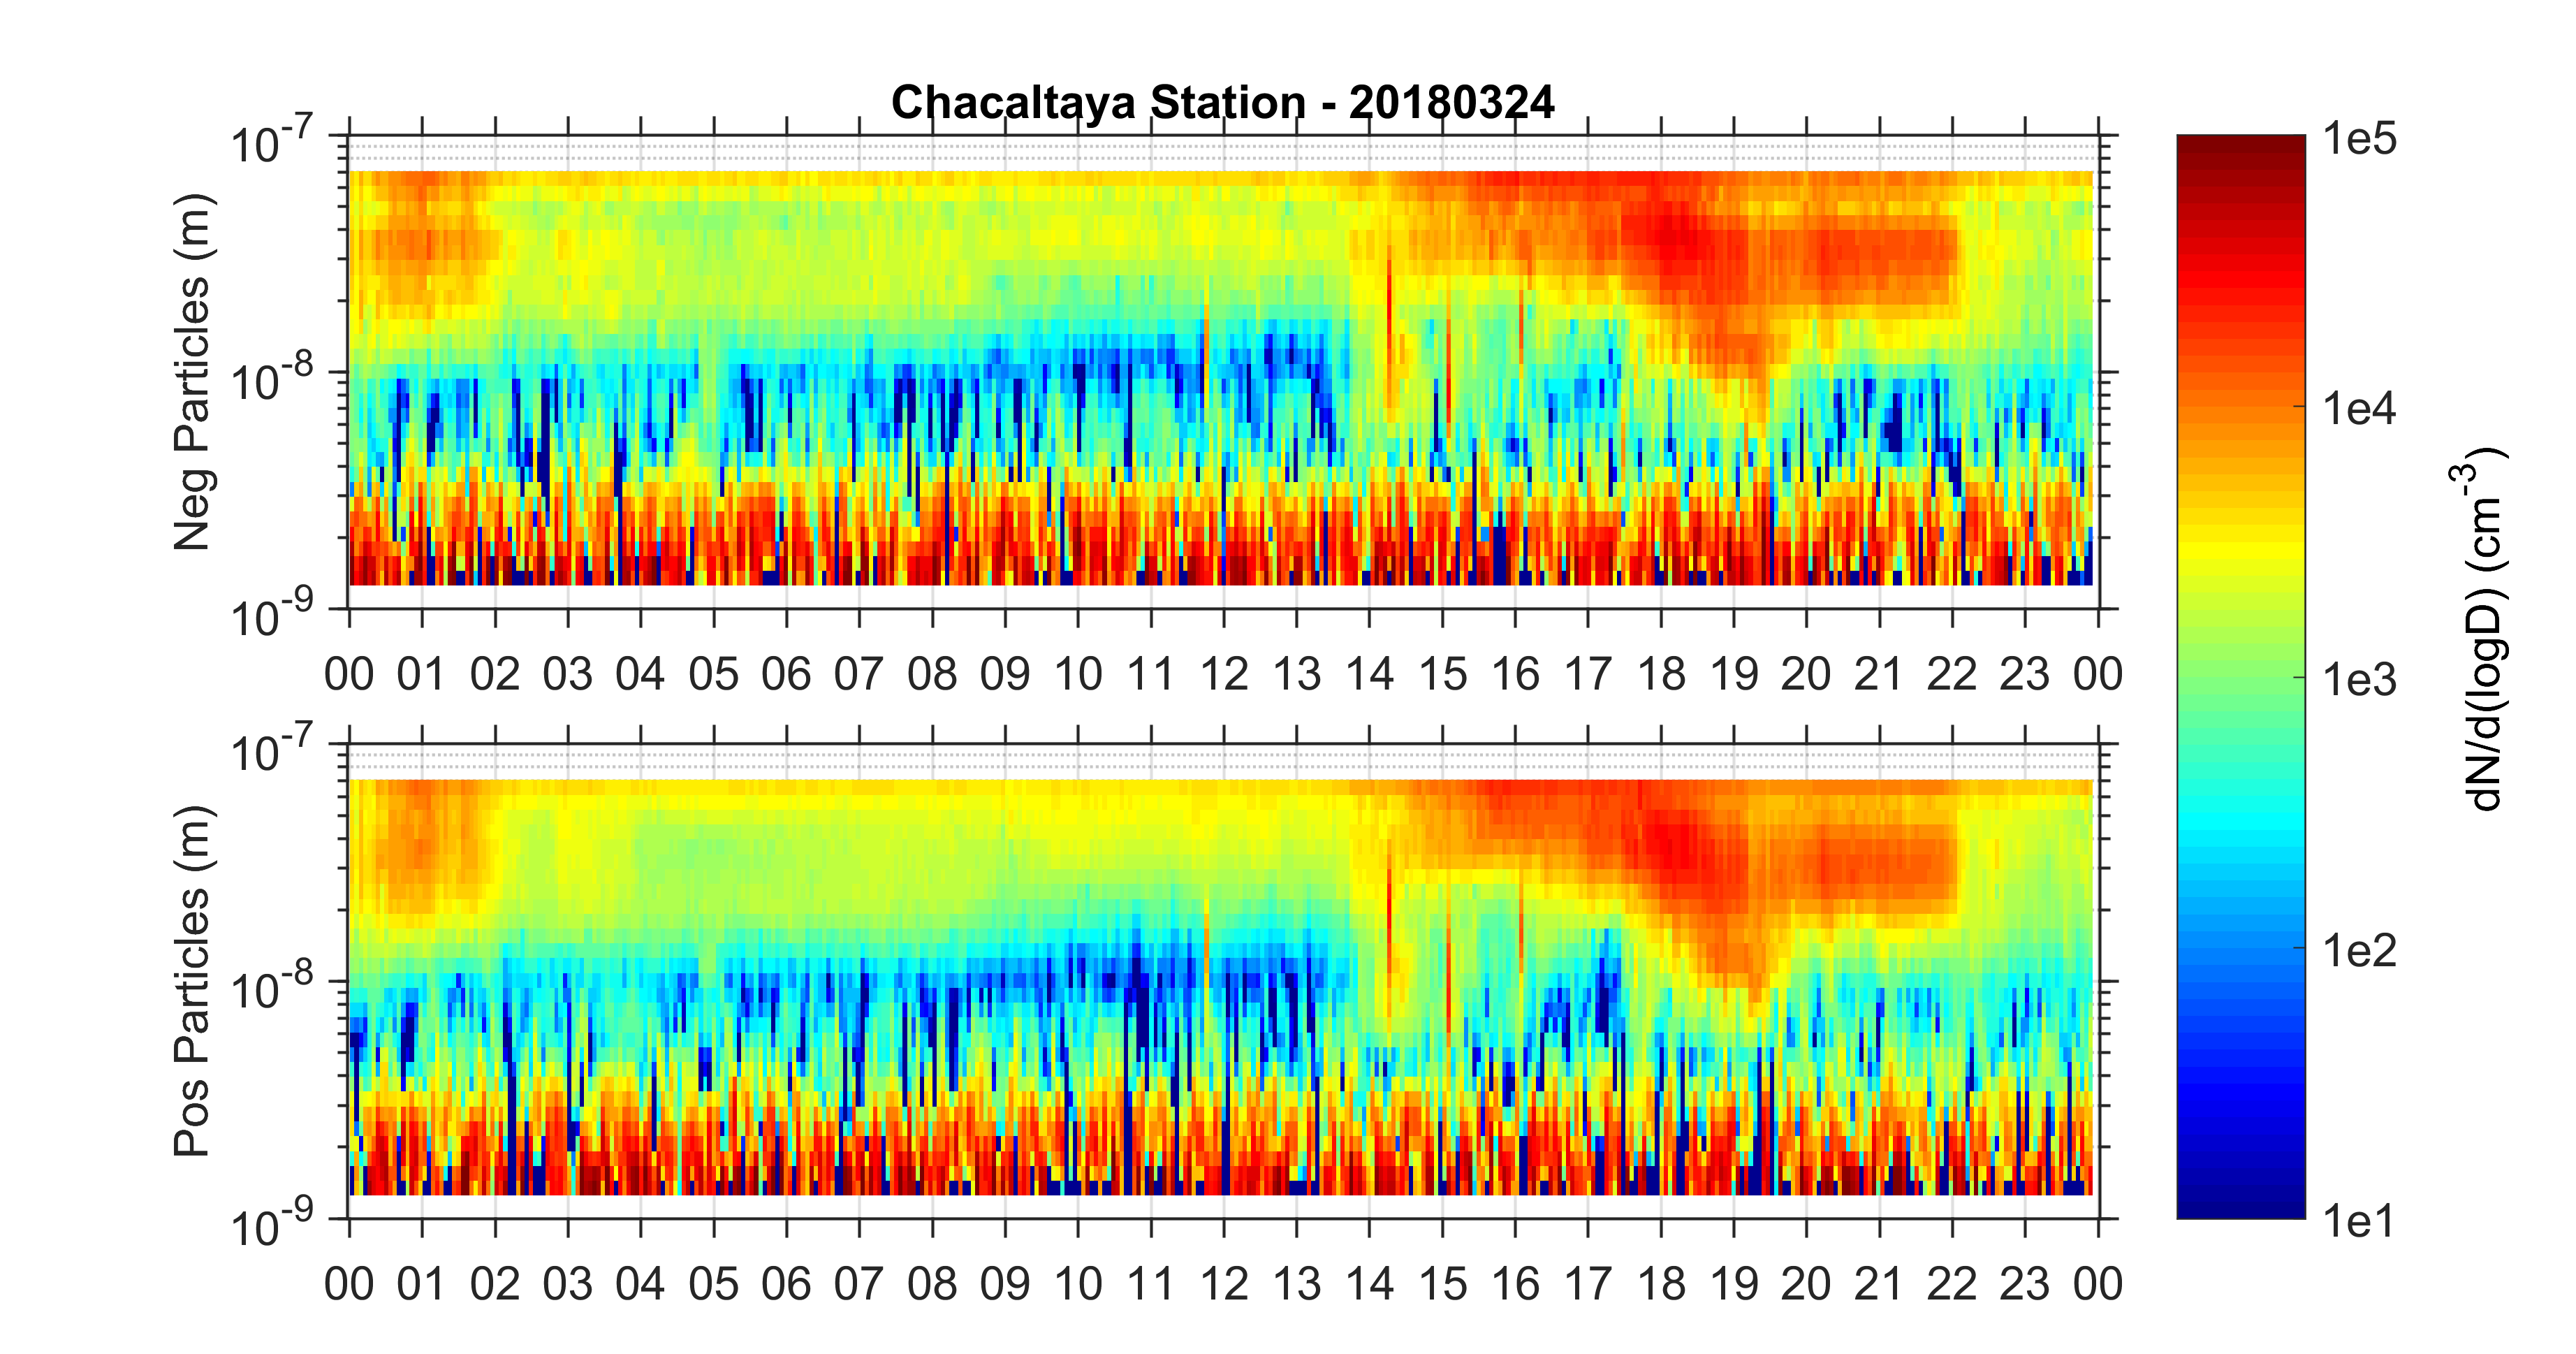 Chacaltaya Station - 20180324
Neg Particles (m)
10-7
10-8
10-9
00 01 02 03 04 05 06 07 08 09 10 11 12 13 14 15 16 17 18 19 20 21 22 23 00
Pos Particles (m)
10-7
10-8
10-9
00 01 02 03 04 05 06 07 08 09 10 11 12 13 14 15 16 17 18 19 20 21 22 23 00
1e5
1e4
1e3
1e2
1e1
dN/d(logD) (cm-3)